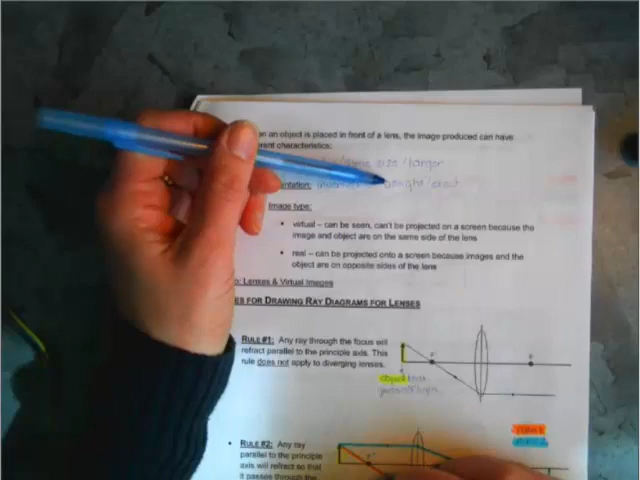 en an object is placed in front of a lens, the image produced can have
erent characteristics:
same size / larger
entation: upright / erect
Image type:
• virtual – can be seen, can't be projected on a screen because the
image and object are on the same side of the lens
• real – can be projected onto a screen because images and the
object are on opposite sides of the lens
o: Lenses & Virtual Images
ES FOR DRAWING RAY DIAGRAMS FOR LENSES
RULE #1: Any ray through the focus will
refract parallel to the principle axis. This
rule does not apply to diverging lenses.
object
• RULE #2: Any ray
parallel to the principle
axis will refract so that
it passes through the